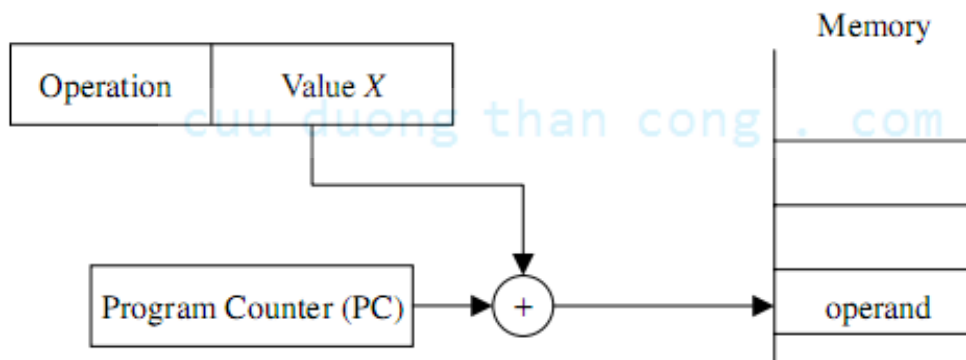 Memory
Operation
Value X
cuu duong than cong . com
Program Counter (PC)
+
operand